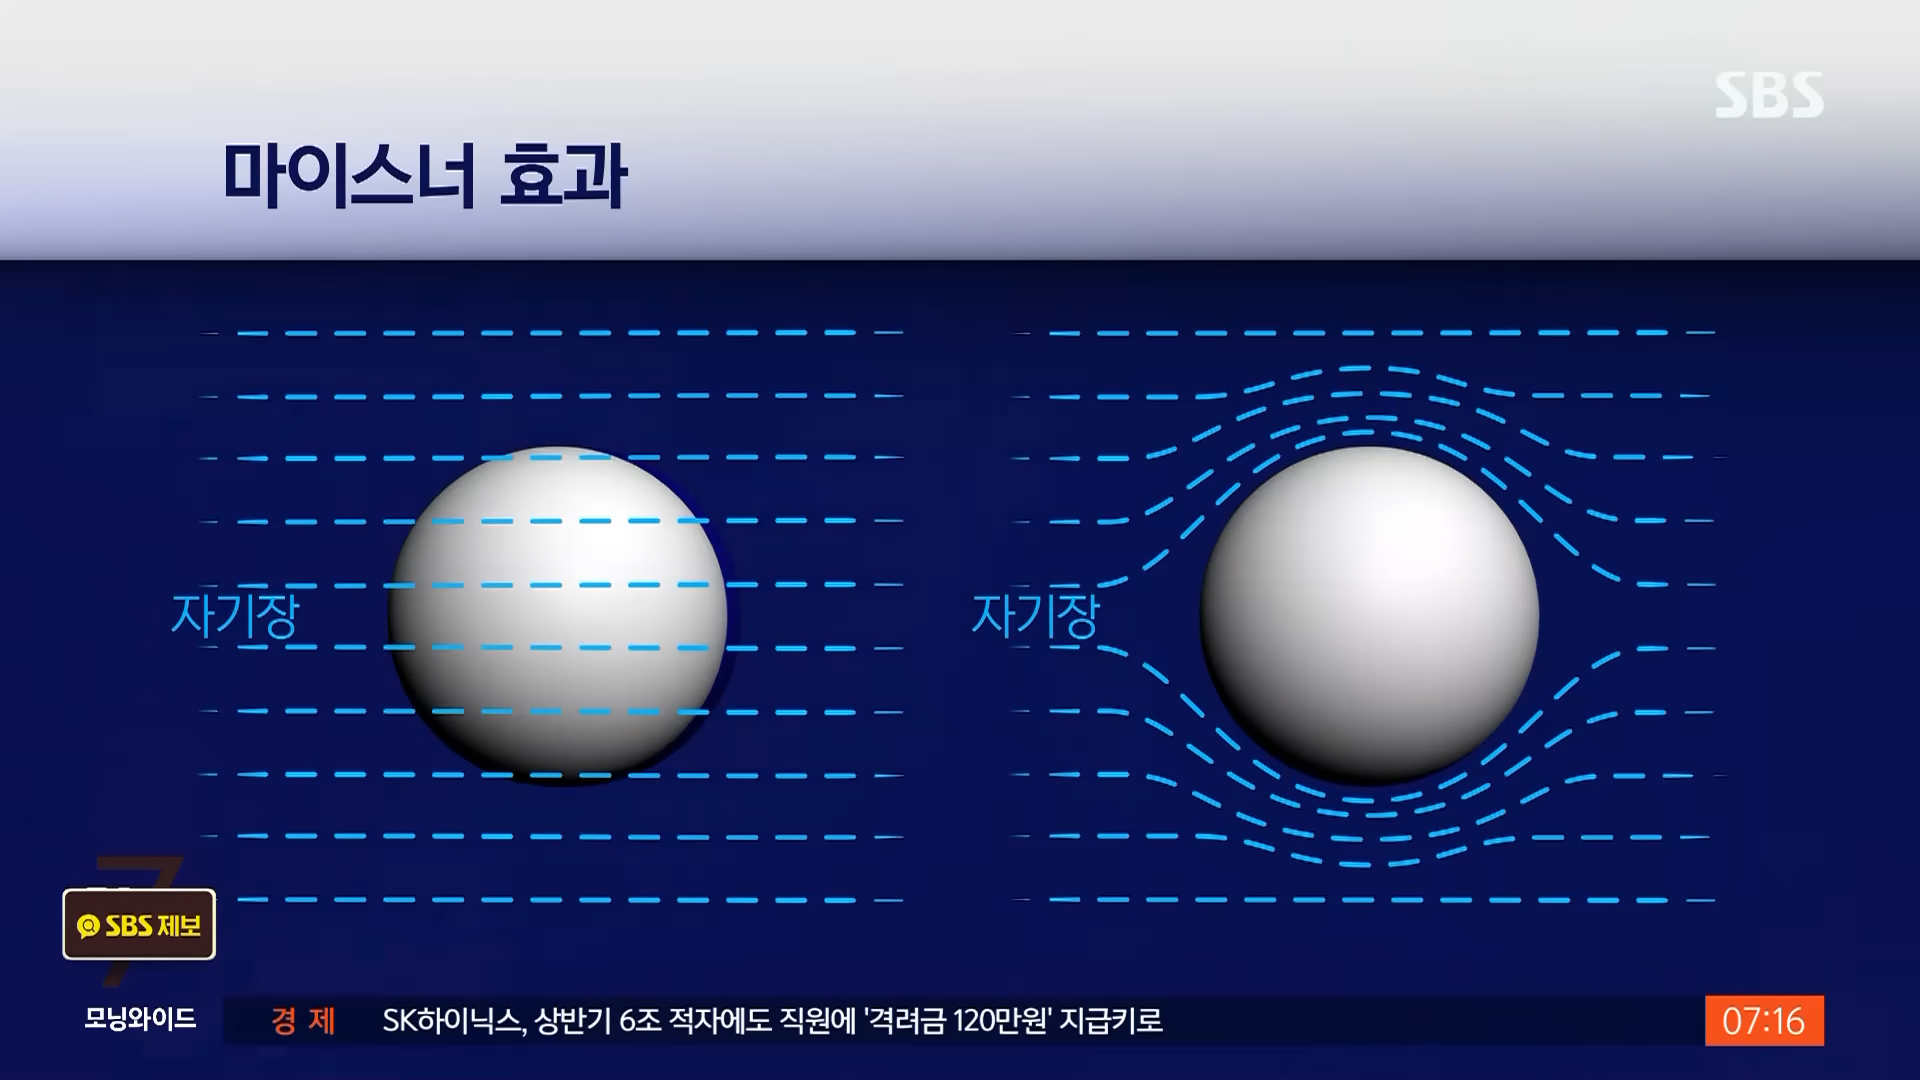 SBS
마이스너 효과
자기장
자기장
7
SBS 제보
모닝와이드
경제
SK하이닉스, 상반기 6조 적자에도 직원에 '격려금 120만원' 지급키로
07:16